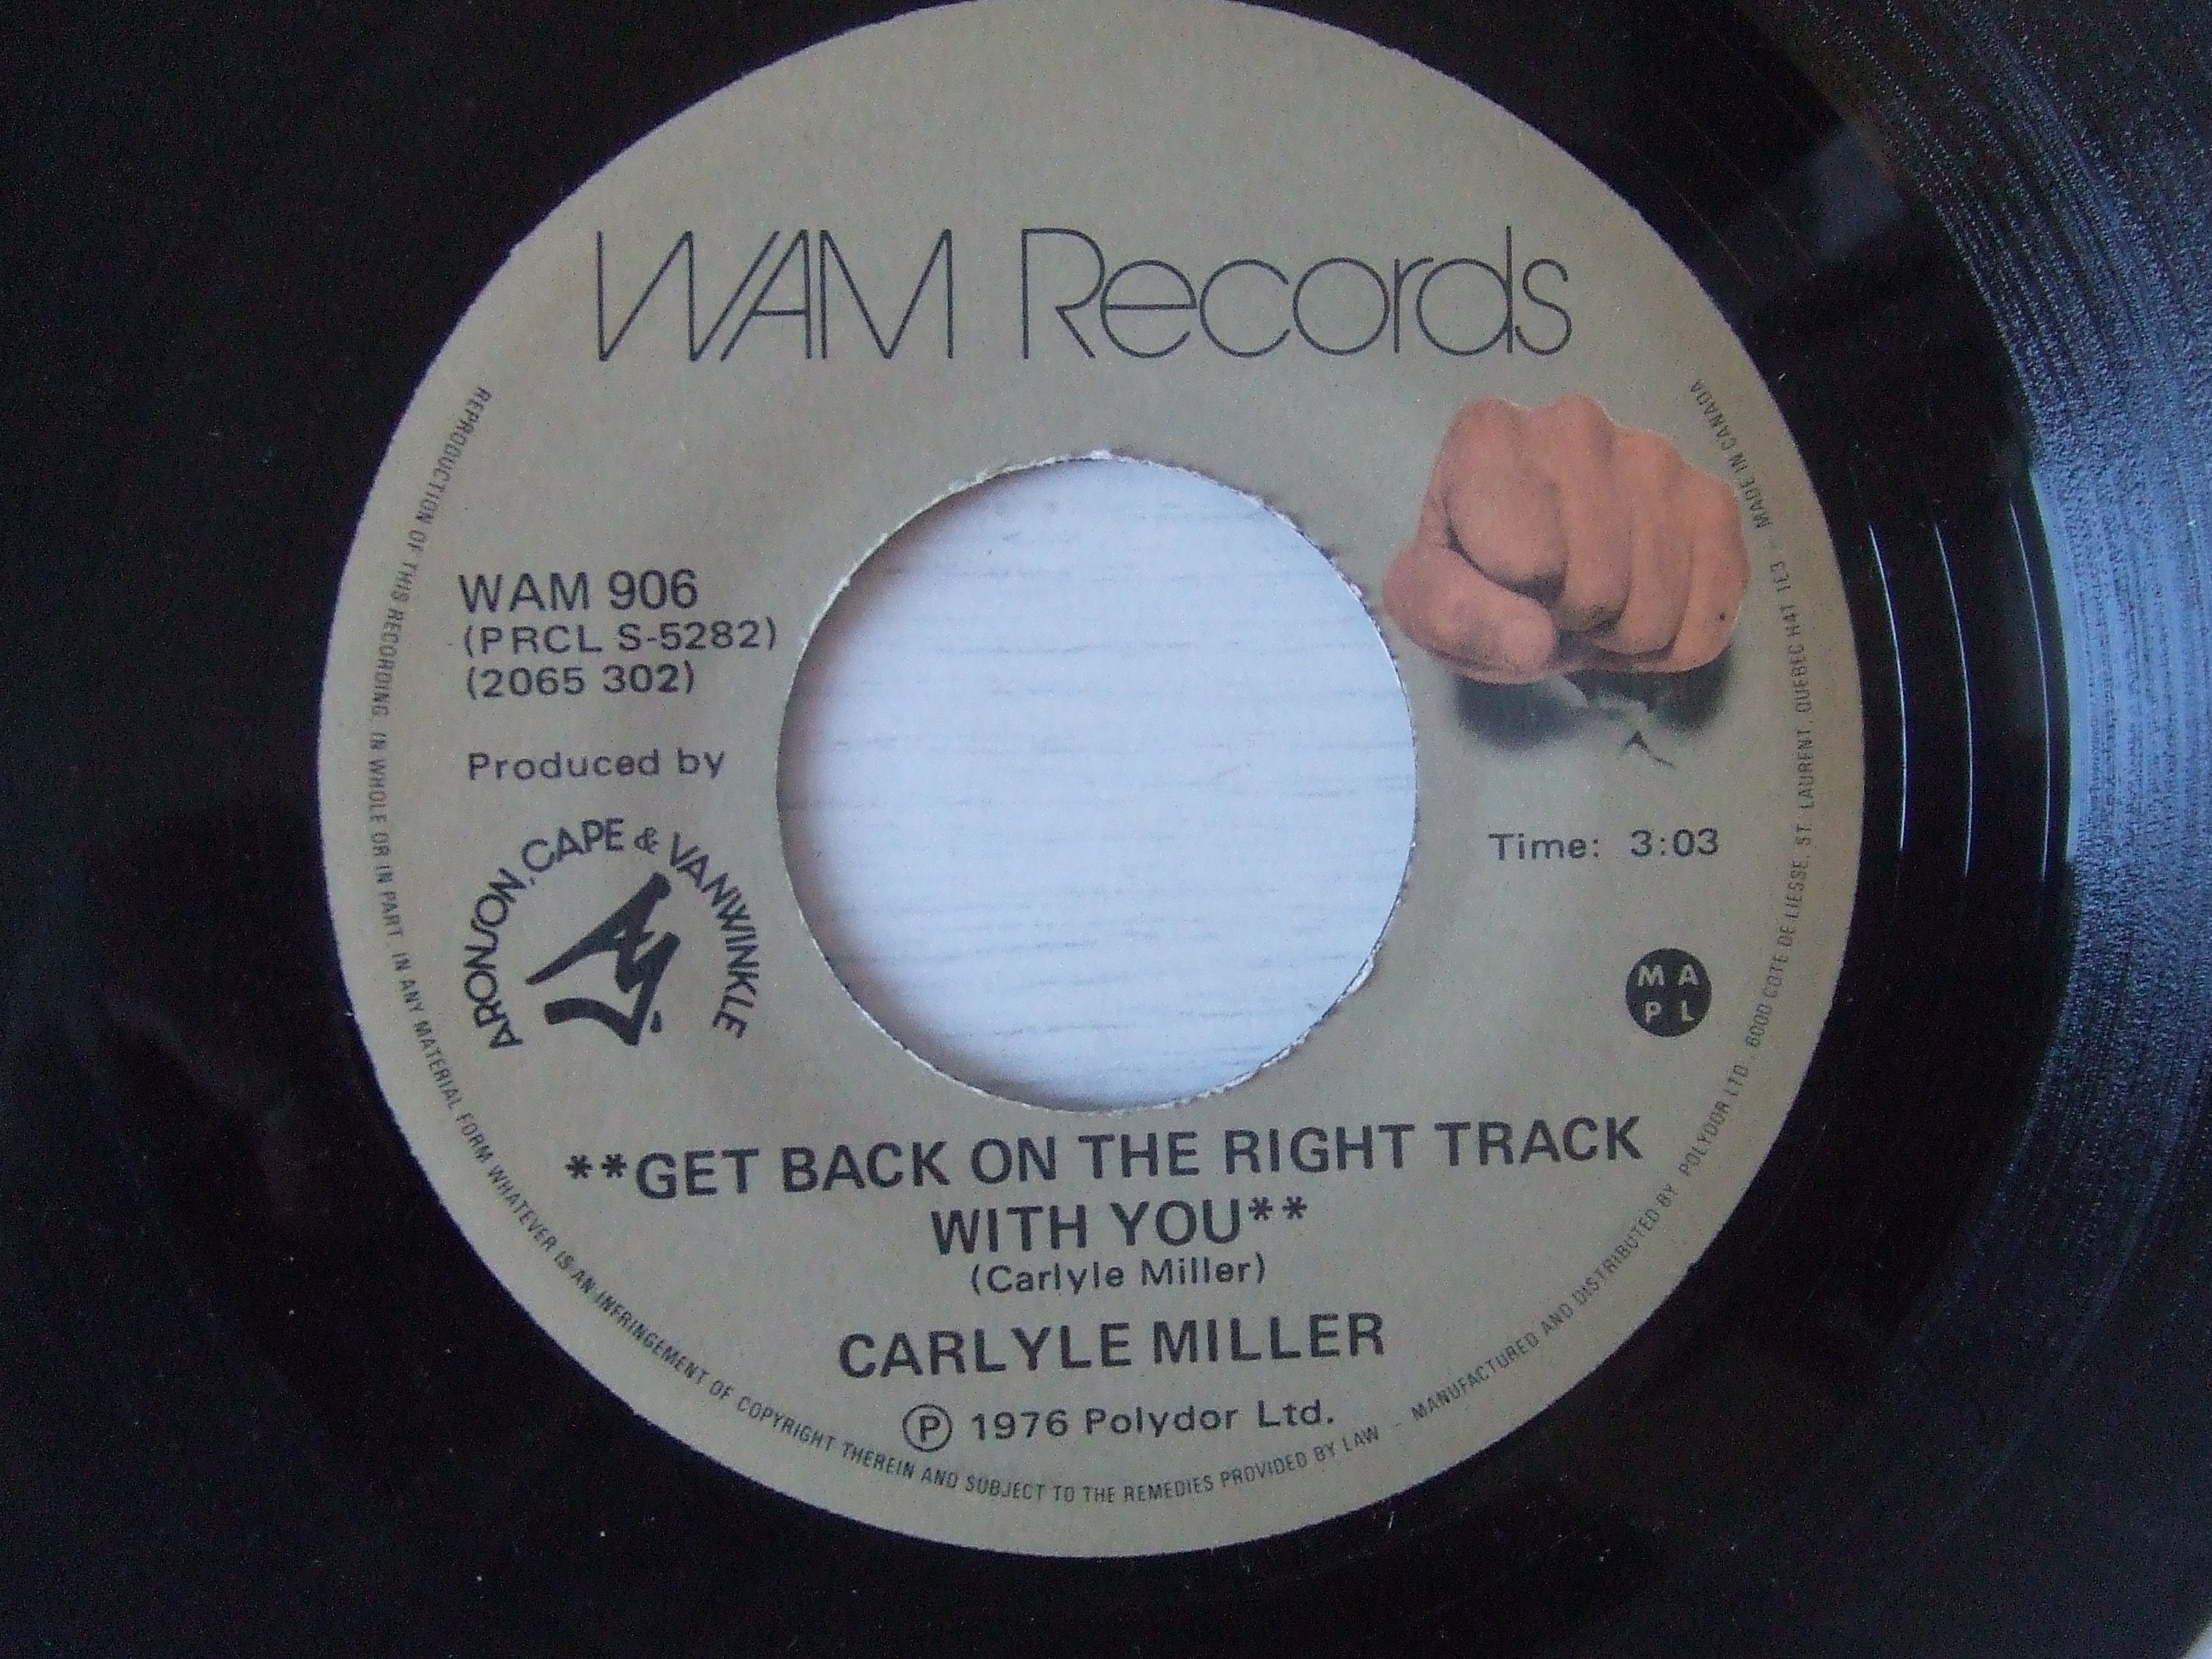 WAM Records
WAM 906
(PRCL S-5282)
(2065 302)
Produced by
ARONSON, CAPE & VANWINKLE
Time: 3:03
M A
P L
**GET BACK ON THE RIGHT TRACK
WITH YOU**
(Carlyle Miller)
CARLYLE MILLER
Ⓟ 1976 Polydor Ltd.
REPRODUCTION OF THIS RECORDING, IN WHOLE OR IN PART, IN ANY MATERIAL FORM WHATEVER IS AN INFRINGEMENT OF COPYRIGHT THEREIN AND SUBJECT TO THE REMEDIES PROVIDED BY LAW – MANUFACTURED AND DISTRIBUTED BY POLYDOR LTD. 6000 COTE DE LIESSE, ST. LAURENT, QUEBEC H4T 1E3 – MADE IN CANADA